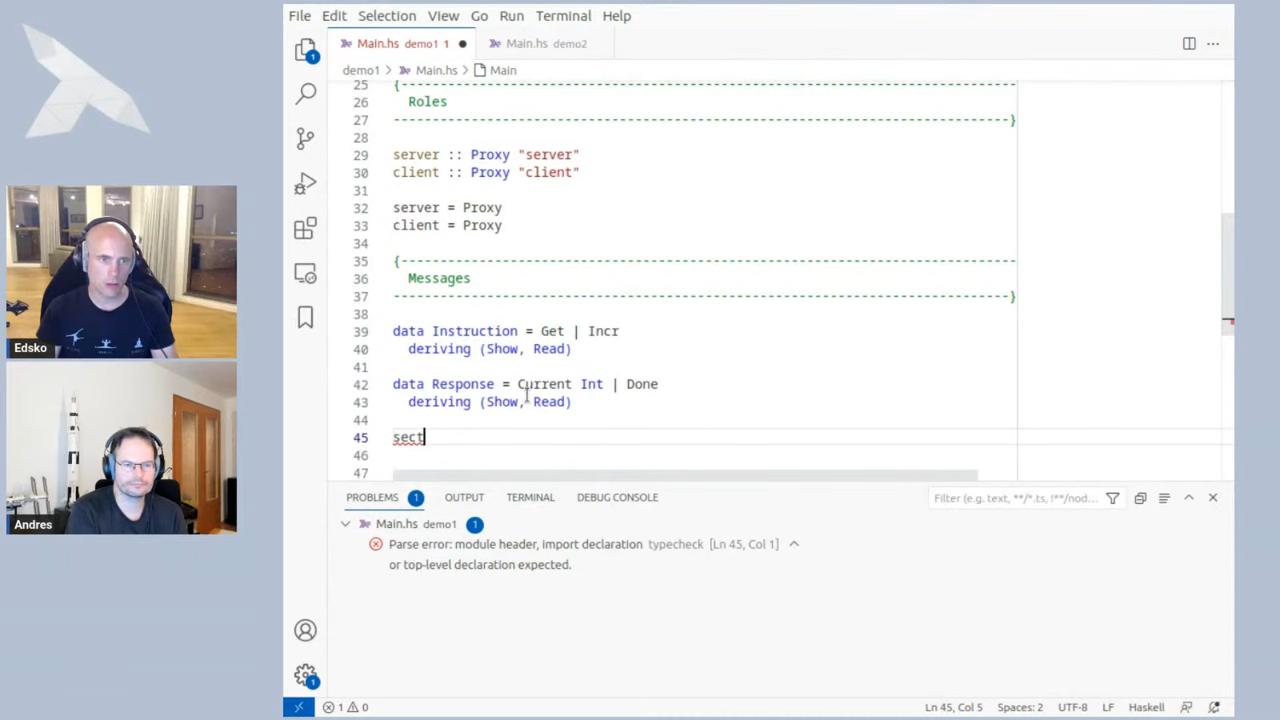 File Edit Selection View Go Run Terminal Help
Main.hs demo1 1 Main.hs demo2
demo1 > Main.hs > Main
25 {------------------------------------------------------------------------------
26 Roles
27 ------------------------------------------------------------------------------}
28
29 server :: Proxy "server"
30 client :: Proxy "client"
31
32 server = Proxy
33 client = Proxy
34
35 {------------------------------------------------------------------------------
36 Messages
37 ------------------------------------------------------------------------------}
38
39 data Instruction = Get | Incr
40 deriving (Show, Read)
41
42 data Response = Current Int | Done
43 deriving (Show, Read)
44
45 sect
46
47
PROBLEMS 1 OUTPUT TERMINAL DEBUG CONSOLE Filter (e.g. text, **/*.ts, !**/nod...
Main.hs demo1 1
Parse error: module header, import declaration typecheck [Ln 45, Col 1]
or top-level declaration expected.
1 0 Ln 45, Col 5 Spaces: 2 UTF-8 LF Haskell
1
1
Edsko
Andres